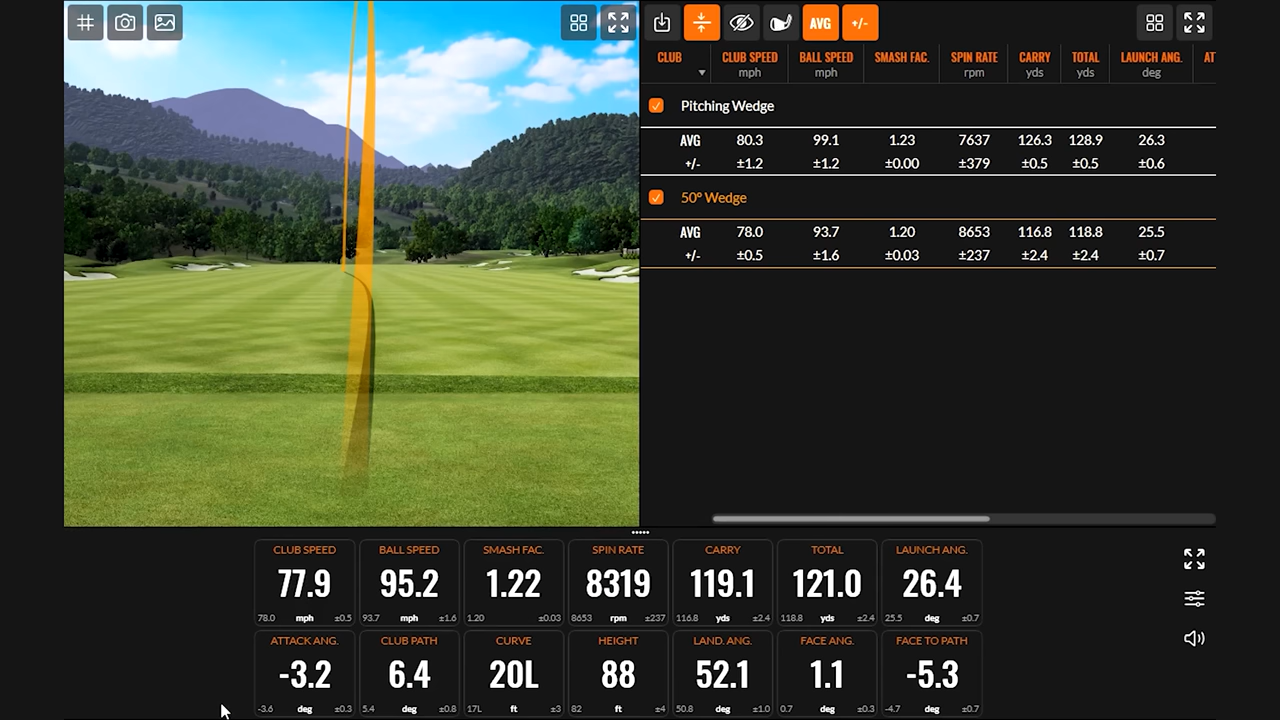 AVG +/-
CLUB CLUB SPEED BALL SPEED SMASH FAC. SPIN RATE CARRY TOTAL LAUNCH ANG. AT
mph mph rpm yds yds deg
Pitching Wedge
AVG 80.3 99.1 1.23 7637 126.3 128.9 26.3
+/- ±1.2 ±1.2 ±0.00 ±379 ±0.5 ±0.5 ±0.6
50° Wedge
AVG 78.0 93.7 1.20 8653 116.8 118.8 25.5
+/- ±0.5 ±1.6 ±0.03 ±237 ±2.4 ±2.4 ±0.7
CLUB SPEED BALL SPEED SMASH FAC. SPIN RATE CARRY TOTAL LAUNCH ANG.
77.9 95.2 1.22 8319 119.1 121.0 26.4
78.0 mph ±0.5 93.7 mph ±1.6 1.20 ±0.03 8653 rpm ±237 116.8 yds ±2.4 118.8 yds ±2.4 25.5 deg ±0.7
ATTACK ANG. CLUB PATH CURVE HEIGHT LAND. ANG. FACE ANG. FACE TO PATH
-3.2 6.4 20L 88 52.1 1.1 -5.3
-3.6 deg ±0.3 5.4 deg ±0.8 17L ft ±3 82 ft ±4 50.8 deg ±1.0 0.7 deg ±0.3 -4.7 deg ±0.7